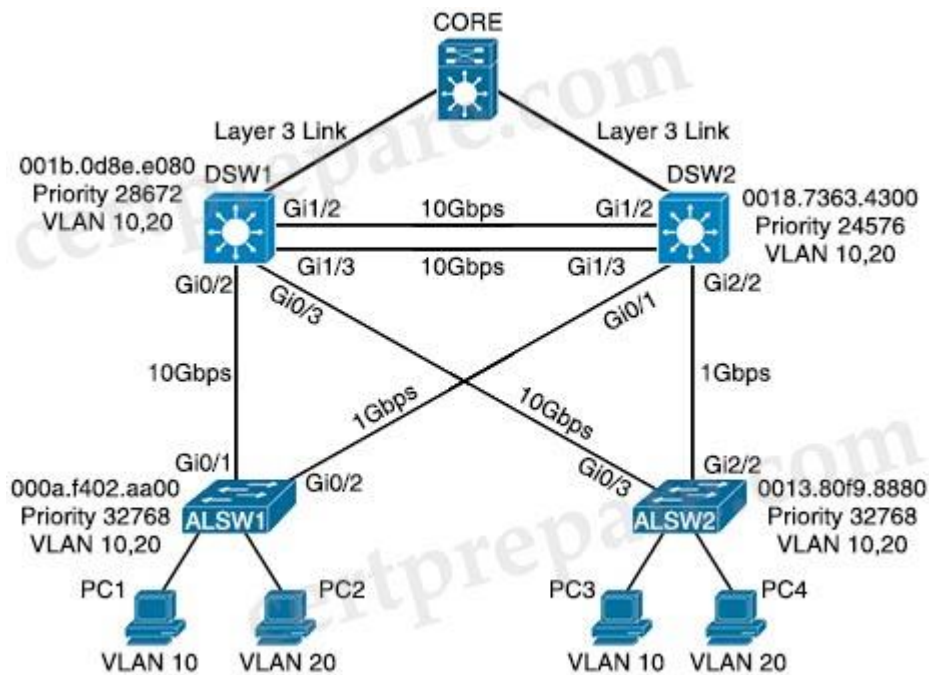 CORE
Layer 3 Link
Layer 3 Link
001b.0d8e.e080
Priority 28672
VLAN 10,20
DSW1
DSW2
0018.7363.4300
Priority 24576
VLAN 10,20
Gi1/2
10Gbps
Gi1/2
Gi1/3
10Gbps
Gi1/3
Gi0/2
Gi0/3
Gi0/1
Gi2/2
10Gbps
1Gbps
10Gbps
1Gbps
Gi0/1
Gi0/2
Gi0/3
Gi2/2
000a.f402.aa00
Priority 32768
VLAN 10,20
ALSW1
ALSW2
0013.80f9.8880
Priority 32768
VLAN 10,20
PC1
PC2
PC3
PC4
VLAN 10
VLAN 20
VLAN 10
VLAN 20
certprepare.com
certprepare.com